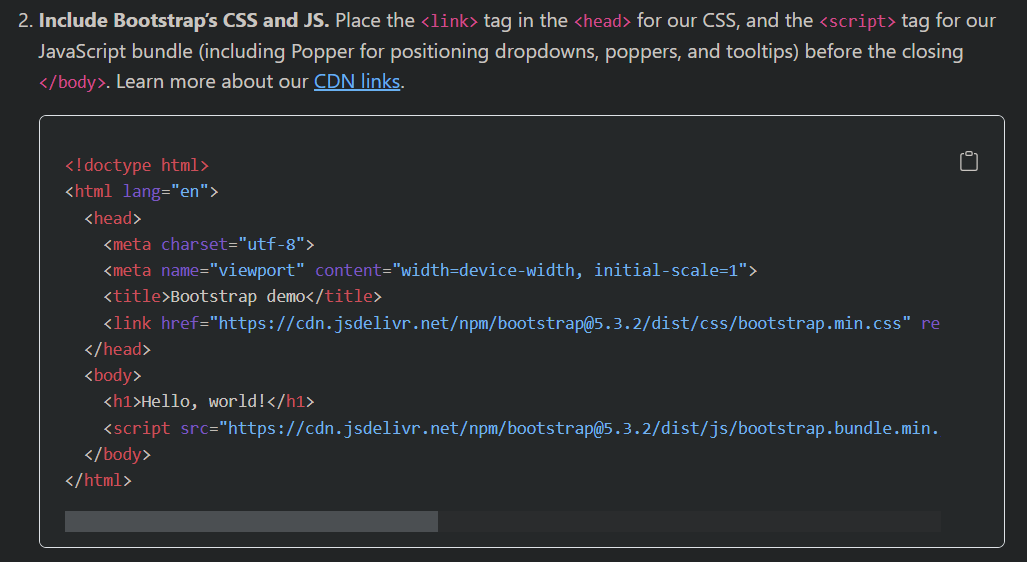 2. Include Bootstrap’s CSS and JS. Place the <link> tag in the <head> for our CSS, and the <script> tag for our
JavaScript bundle (including Popper for positioning dropdowns, poppers, and tooltips) before the closing
</body>. Learn more about our CDN links.
<!doctype html>
<html lang="en">
  <head>
    <meta charset="utf-8">
    <meta name="viewport" content="width=device-width, initial-scale=1">
    <title>Bootstrap demo</title>
    <link href="https://cdn.jsdelivr.net/npm/bootstrap@5.3.2/dist/css/bootstrap.min.css" re
  </head>
  <body>
    <h1>Hello, world!</h1>
    <script src="https://cdn.jsdelivr.net/npm/bootstrap@5.3.2/dist/js/bootstrap.bundle.min.
  </body>
</html>